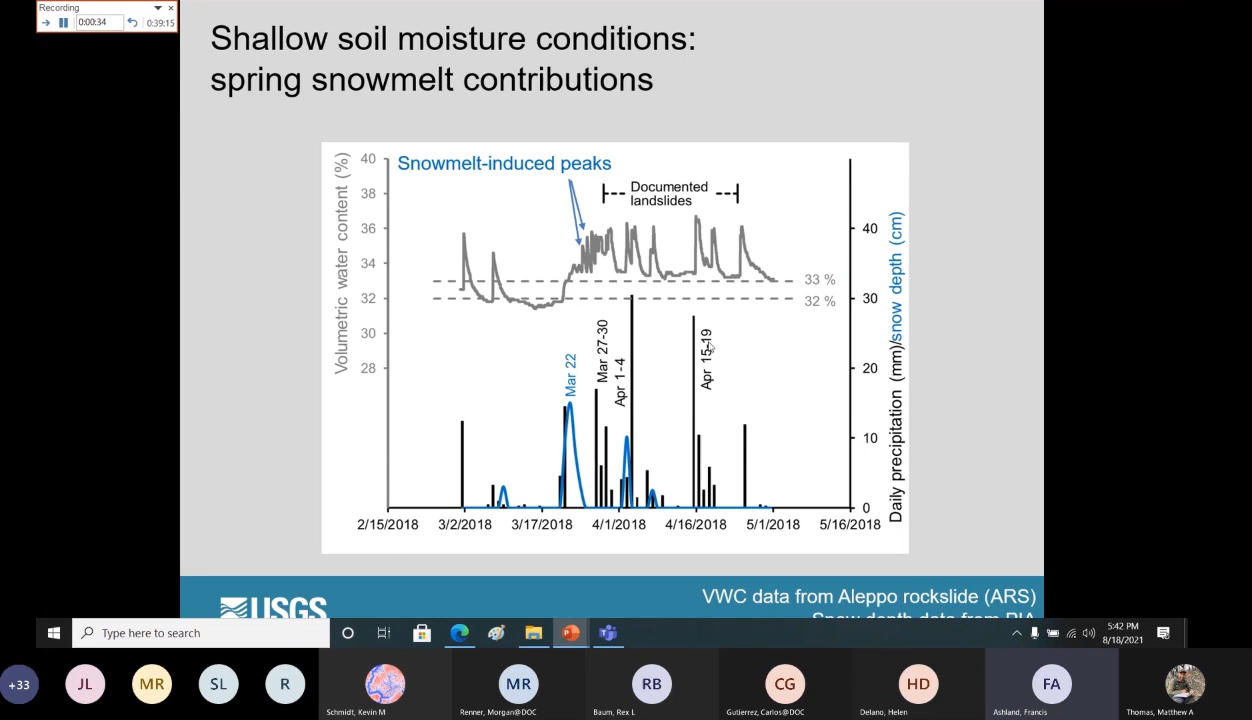 Recording
0:00:34
0:39:15
Shallow soil moisture conditions:
spring snowmelt contributions
Volumetric water content (%)
40
38
36
34
32
30
28
Snowmelt-induced peaks
Documented
landslides
33 %
32 %
Mar 22
Mar 27-30
Apr 1-4
Apr 15-19
40
30
20
10
0
Daily precipitation (mm)/snow depth (cm)
2/15/2018 3/2/2018 3/17/2018 4/1/2018 4/16/2018 5/1/2018 5/16/2018
USGS
VWC data from Aleppo rockslide (ARS)
Snow depth data from PIA
Type here to search
5:42 PM
8/18/2021
+33 JL MR SL R MR RB CG HD FA
Schmidt, Kevin M Renner, Morgan@DOC Baum, Rex L Gutierrez, Carlos@DOC Delano, Helen Ashland, Francis Thomas, Matthew A